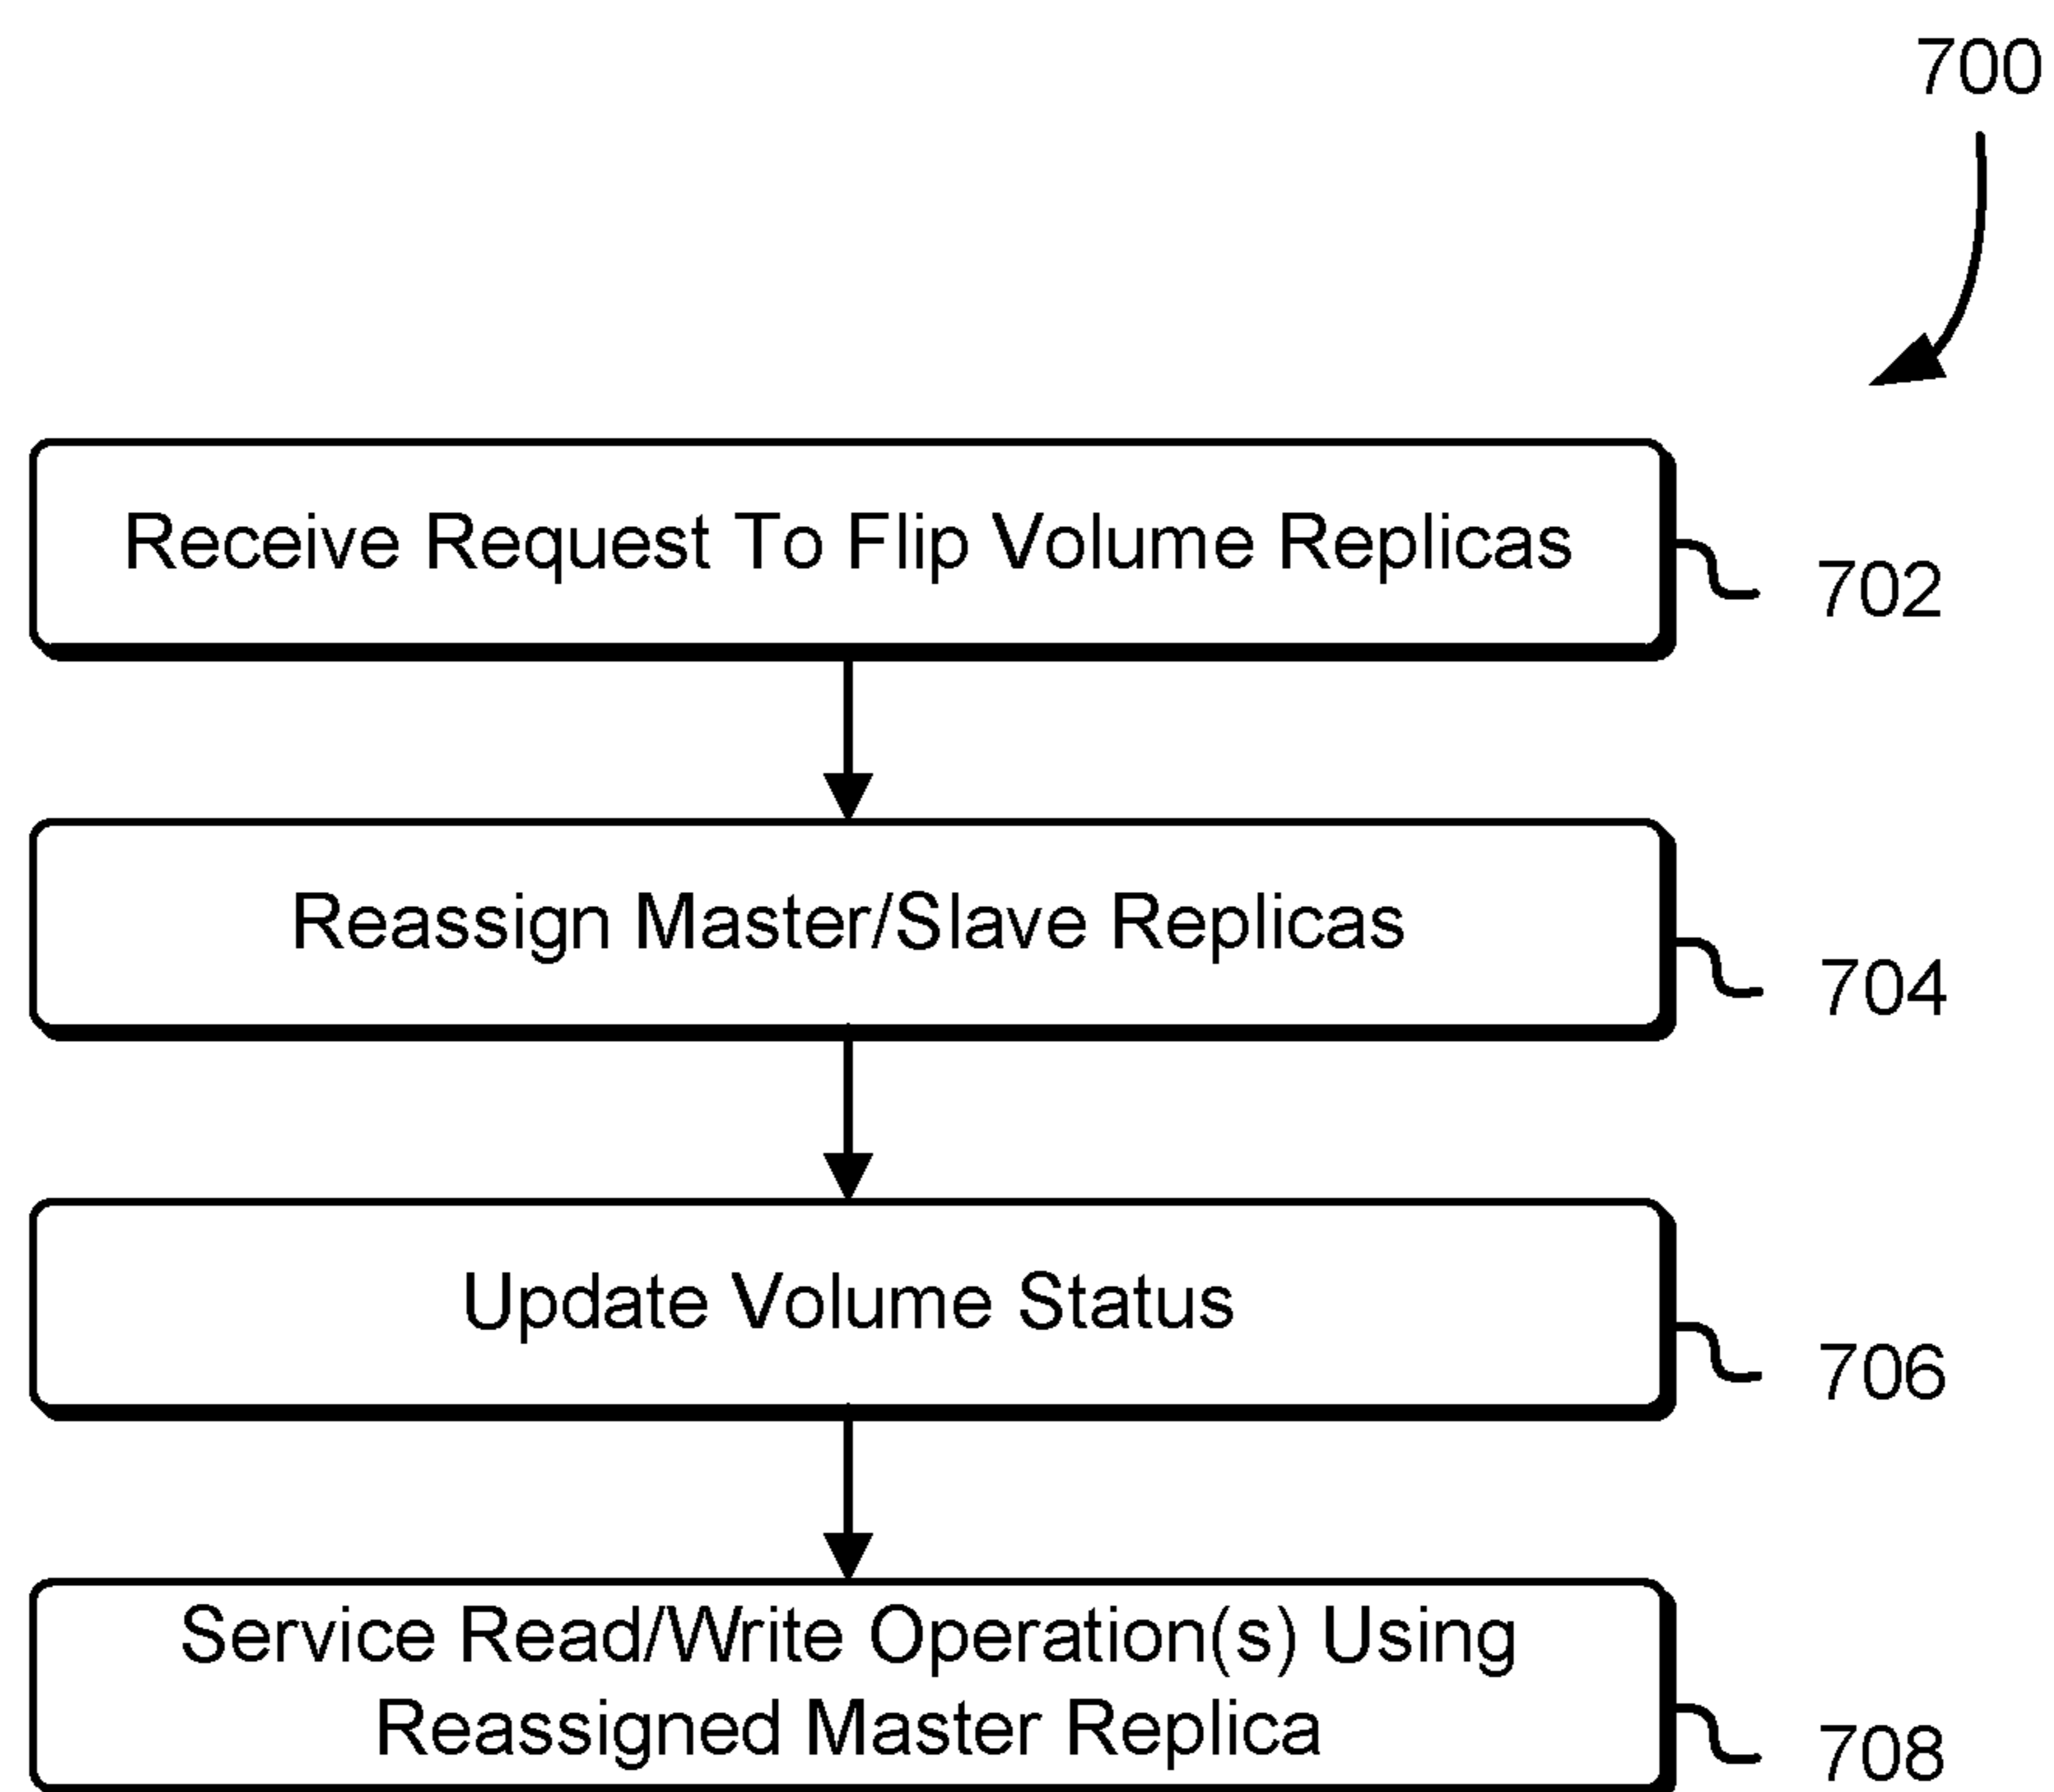 700
Receive Request To Flip Volume Replicas
702
Reassign Master/Slave Replicas
704
Update Volume Status
706
Service Read/Write Operation(s) Using
Reassigned Master Replica
708